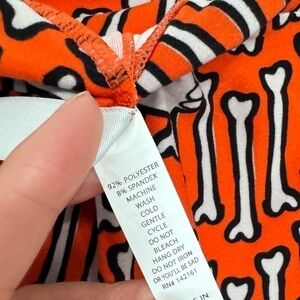 92% POLYESTER
8% SPANDEX
MACHINE
WASH
COLD
GENTLE
CYCLE
DO NOT
BLEACH
HANG DRY
DO NOT IRON
OR YOU'LL BE SAD
RN# 142161
IN